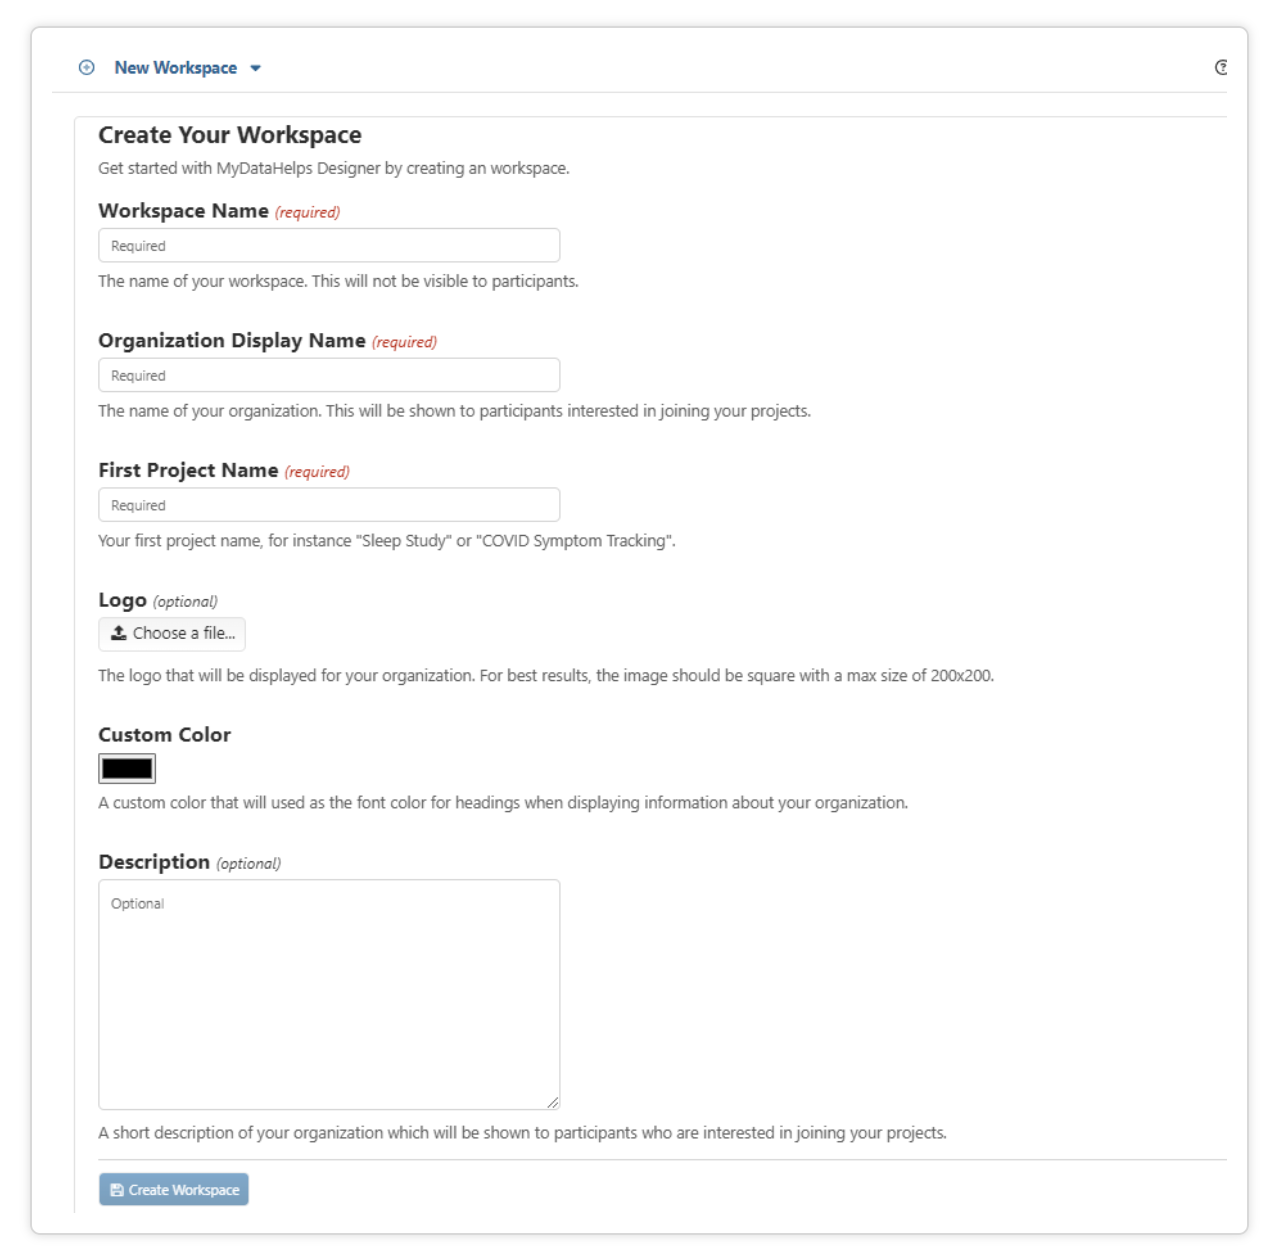 New Workspace
Create Your Workspace
Get started with MyDataHelps Designer by creating an workspace.
Workspace Name (required)
Required
The name of your workspace. This will not be visible to participants.
Organization Display Name (required)
Required
The name of your organization. This will be shown to participants interested in joining your projects.
First Project Name (required)
Required
Your first project name, for instance "Sleep Study" or "COVID Symptom Tracking".
Logo (optional)
Choose a file...
The logo that will be displayed for your organization. For best results, the image should be square with a max size of 200x200.
Custom Color
A custom color that will used as the font color for headings when displaying information about your organization.
Description (optional)
Optional
A short description of your organization which will be shown to participants who are interested in joining your projects.
Create Workspace